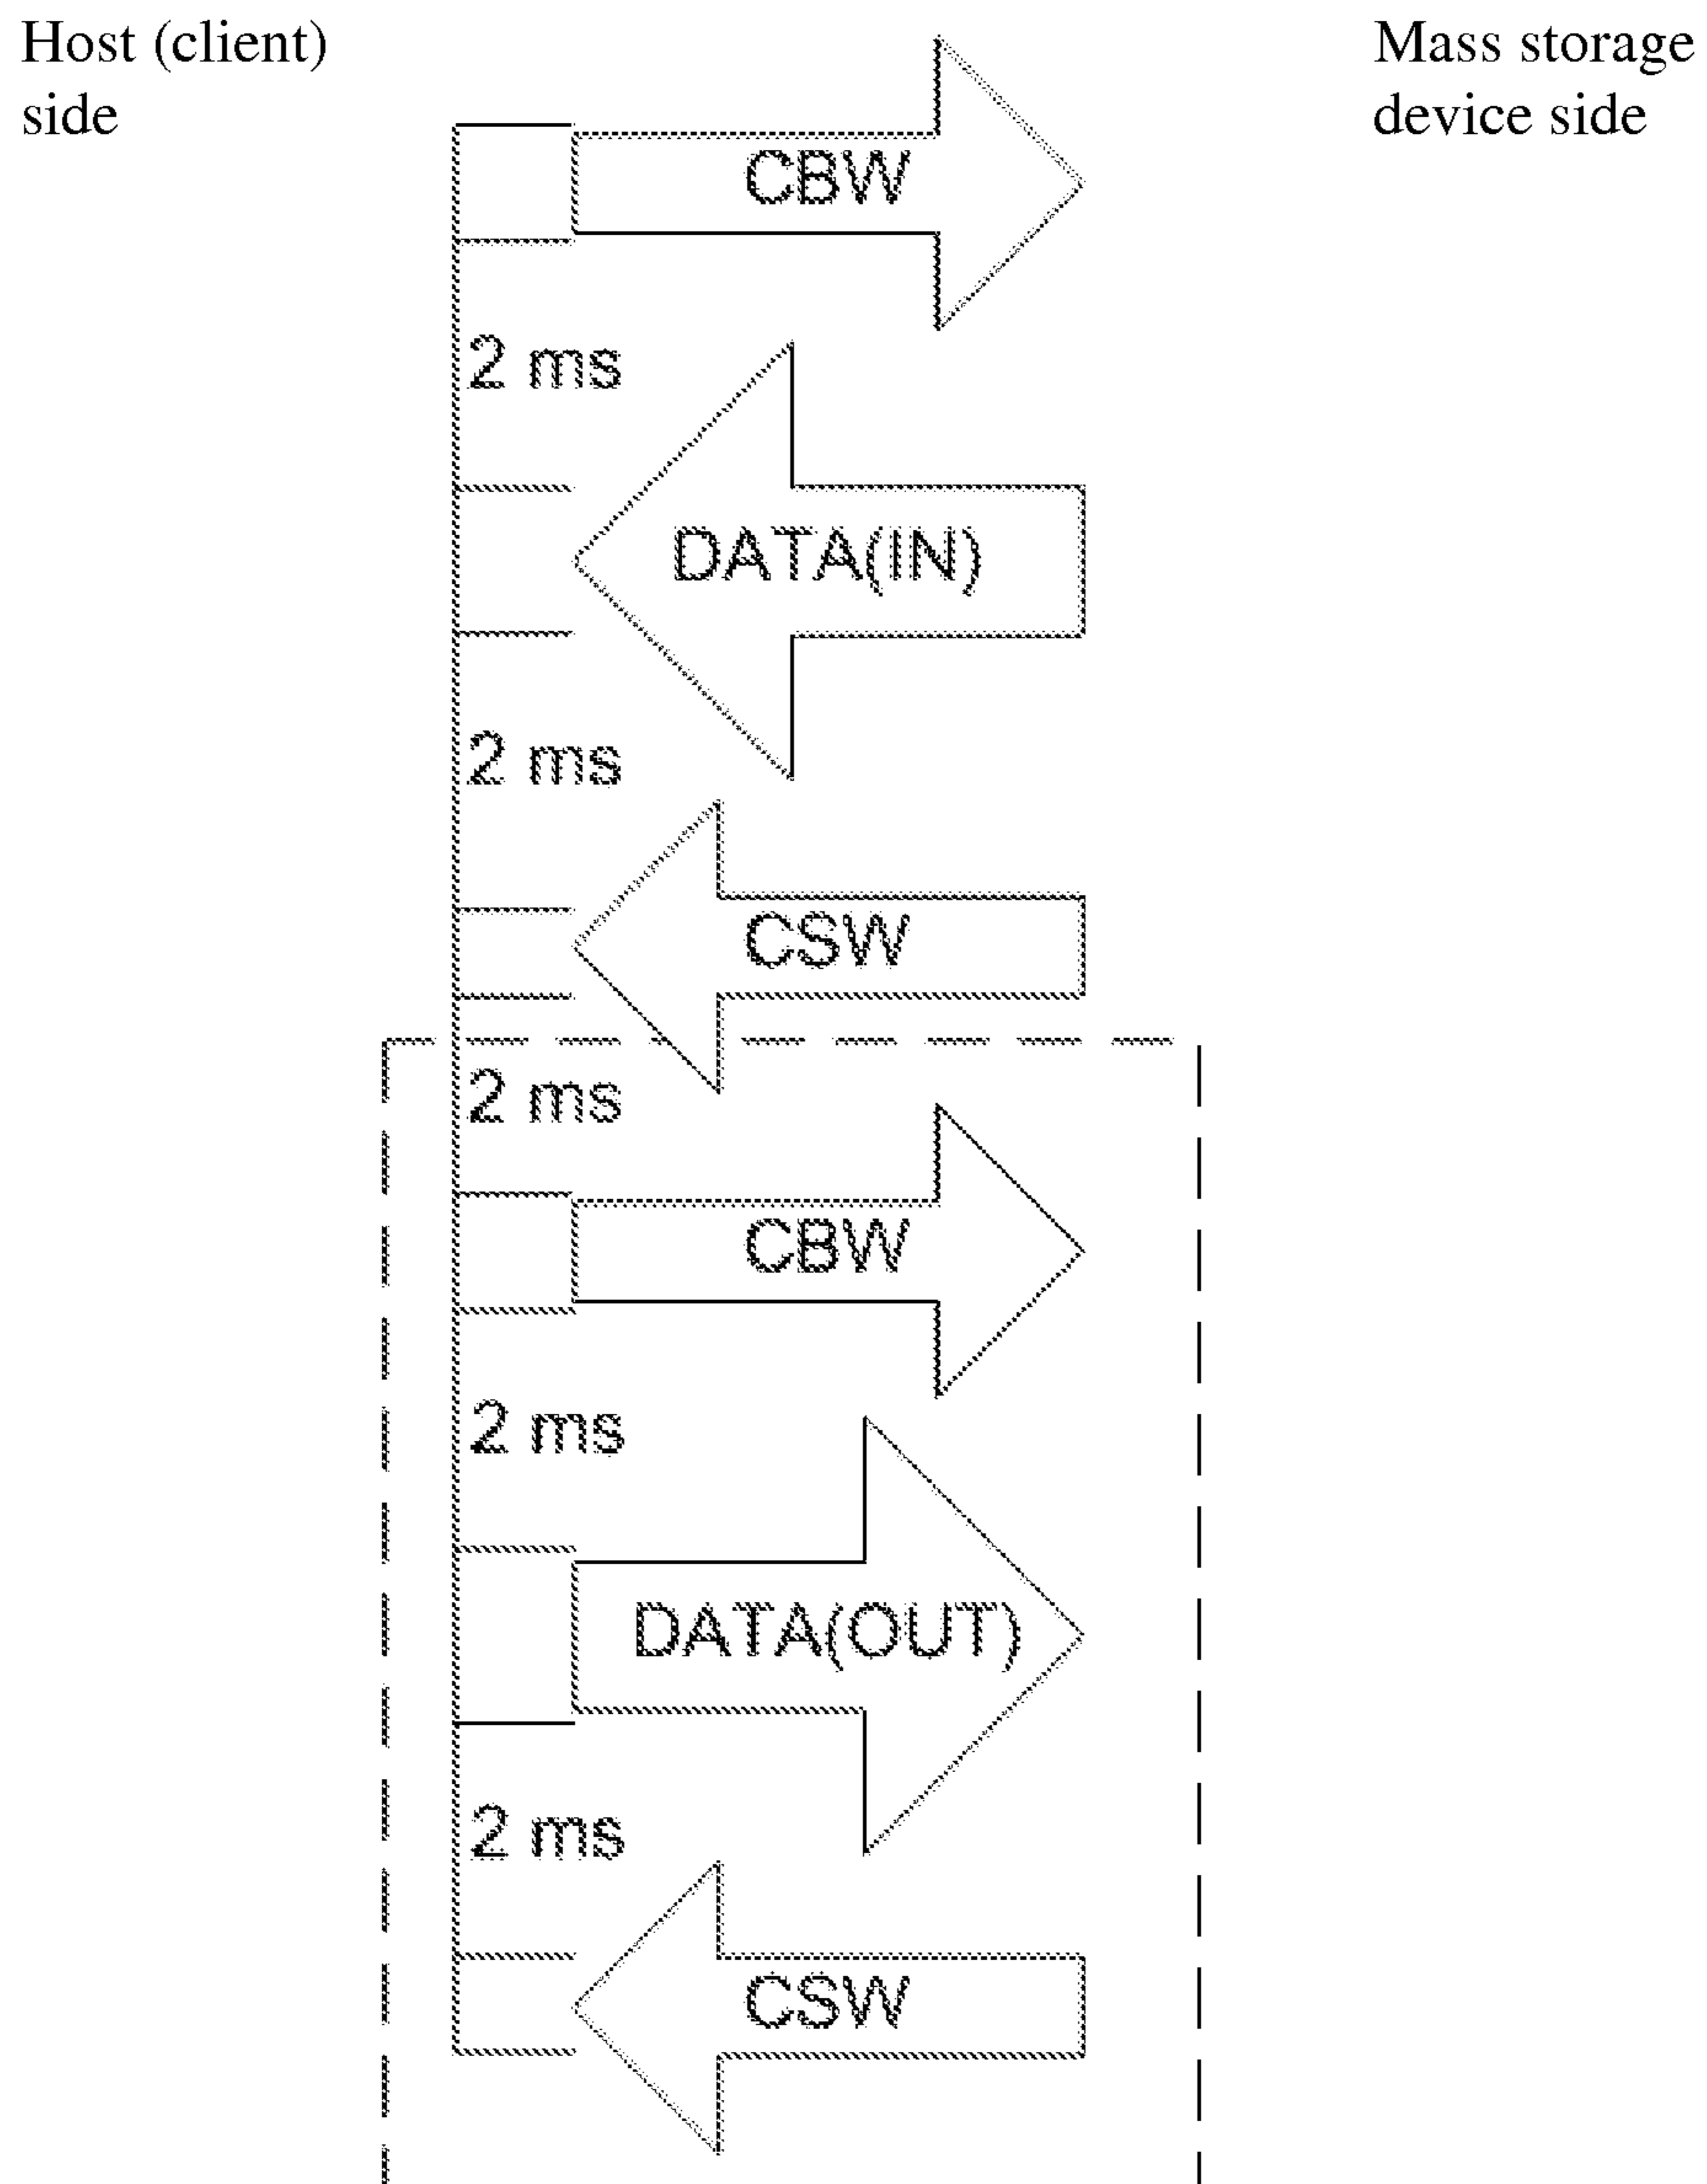 Host (client)
side
Mass storage
device side
CBW
2 ms
DATA(IN)
2 ms
CSW
2 ms
CBW
2 ms
DATA(OUT)
2 ms
CSW